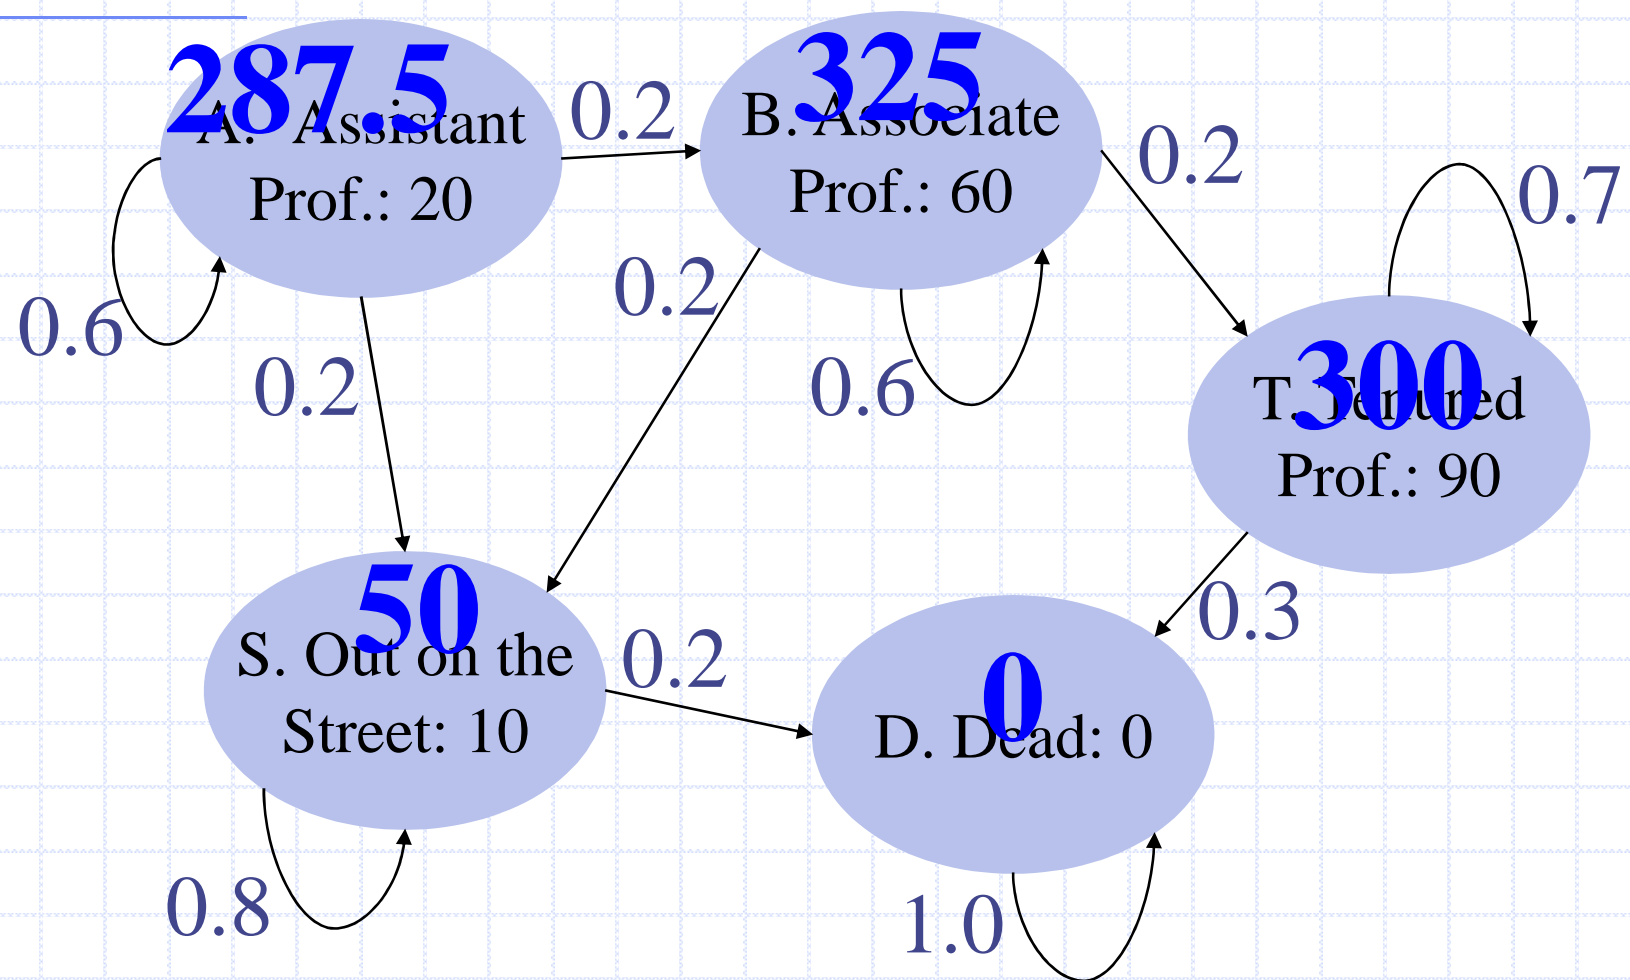 287.5
A. Assistant
Prof.: 20
0.2
325
B. Associate
Prof.: 60
0.2
0.7
0.6
0.2
0.2
0.6
300
T. Tenured
Prof.: 90
50
S. Out on the
Street: 10
0.2
0.3
0
D. Dead: 0
0.8
1.0